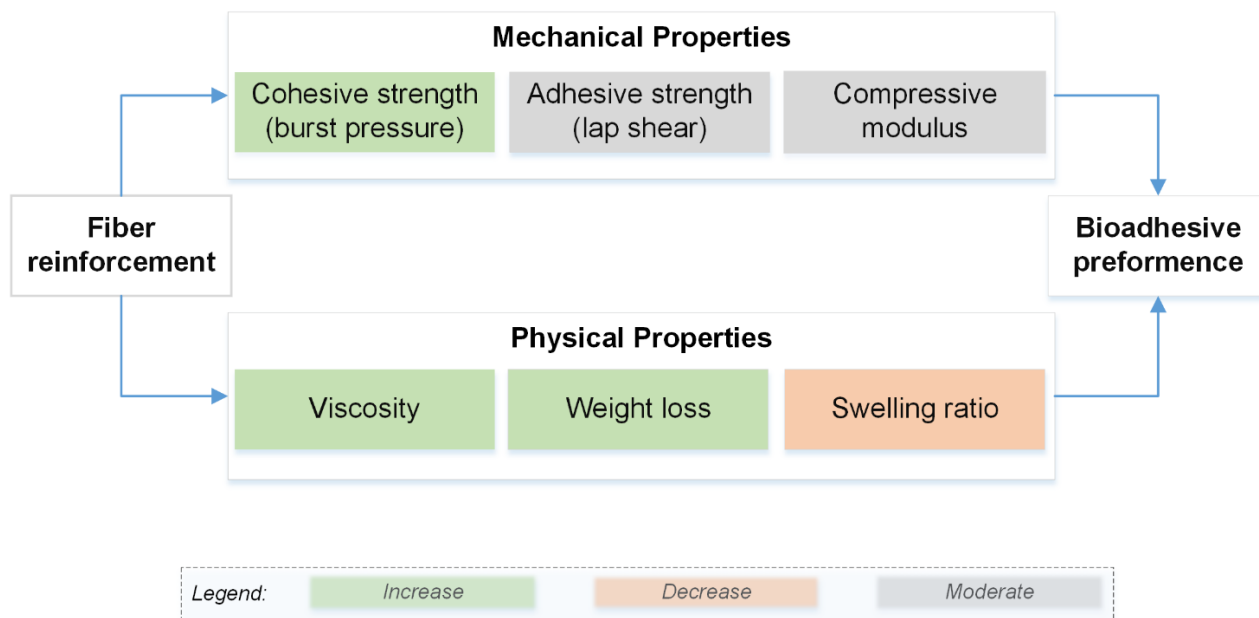 Mechanical Properties
Cohesive strength
(burst pressure)
Adhesive strength
(lap shear)
Compressive
modulus
Fiber
reinforcement
Bioadhesive
preformence
Physical Properties
Viscosity
Weight loss
Swelling ratio
Legend:
Increase
Decrease
Moderate